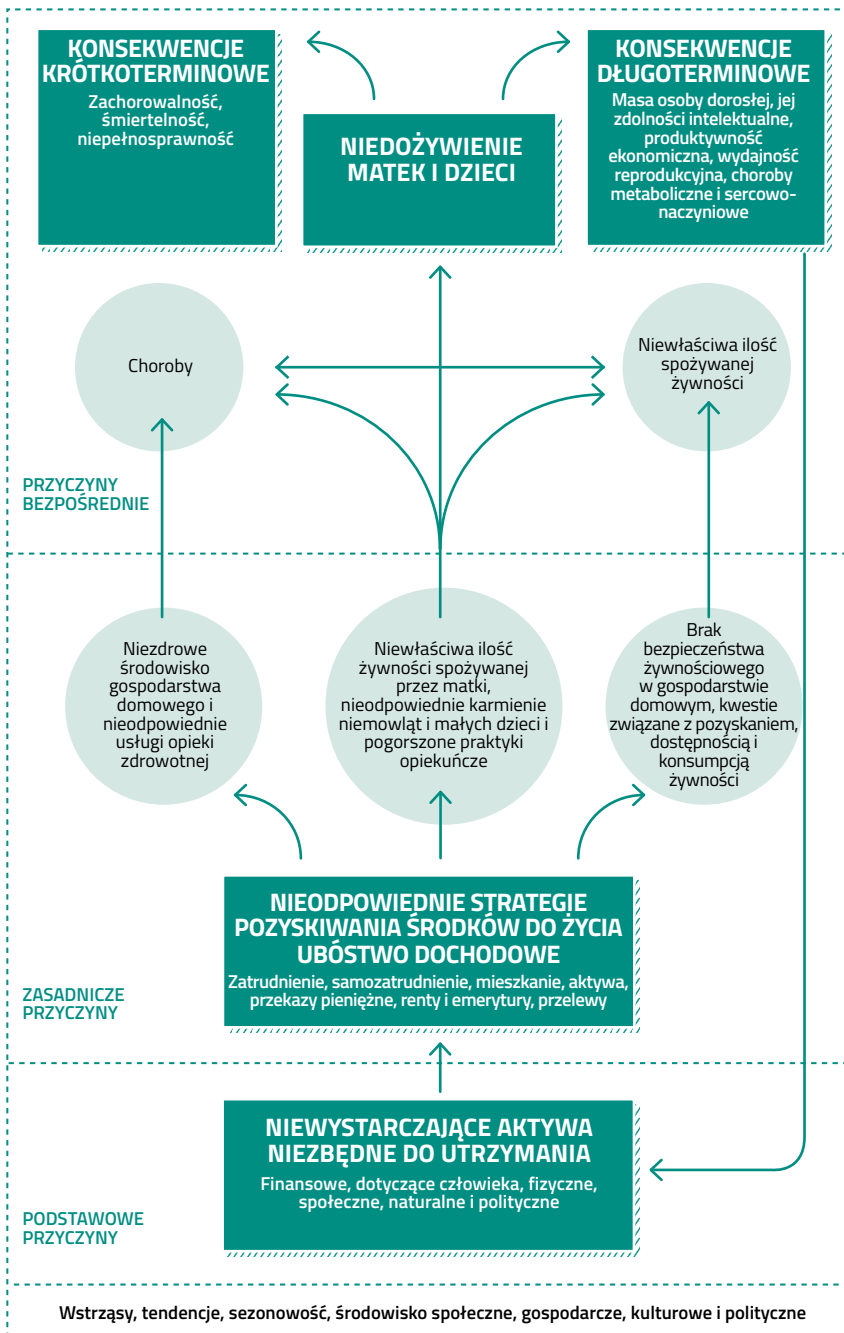 KONSEKWENCJE
KRÓTKOTERMINOWE
Zachorowalność,
śmiertelność,
niepełnosprawność
NIEDOŻYWIENIE
MATEK I DZIECI
KONSEKWENCJE
DŁUGOTERMINOWE
Masa osoby dorosłej, jej
zdolności intelektualne,
produktywność
ekonomiczna, wydajność
reprodukcyjna, choroby
metaboliczne i sercowo-
naczyniowe
Choroby
Niewłaściwa ilość
spożywanej
żywności
PRZYCZYNY
BEZPOŚREDNIE
Niezdrowe
środowisko
gospodarstwa
domowego i
nieodpowiednie
usługi opieki
zdrowotnej
Niewłaściwa ilość
żywności spożywanej
przez matki,
nieodpowiednie karmienie
niemowląt i małych dzieci i
pogorszone praktyki
opiekuńcze
Brak
bezpieczeństwa
żywnościowego
w gospodarstwie
domowym, kwestie
związane z pozyskaniem,
dostępnością i
konsumpcją
żywności
NIEODPOWIEDNIE STRATEGIE
POZYSKIWANIA ŚRODKÓW DO ŻYCIA
UBÓSTWO DOCHODOWE
Zatrudnienie, samozatrudnienie, mieszkanie, aktywa,
przekazy pieniężne, renty i emerytury, przelewy
ZASADNICZE
PRZYCZYNY
NIEWYSTARCZAJĄCE AKTYWA
NIEZBĘDNE DO UTRZYMANIA
Finansowe, dotyczące człowieka, fizyczne,
społeczne, naturalne i polityczne
PODSTAWOWE
PRZYCZYNY
Wstrząsy, tendencje, sezonowość, środowisko społeczne, gospodarcze, kulturowe i polityczne